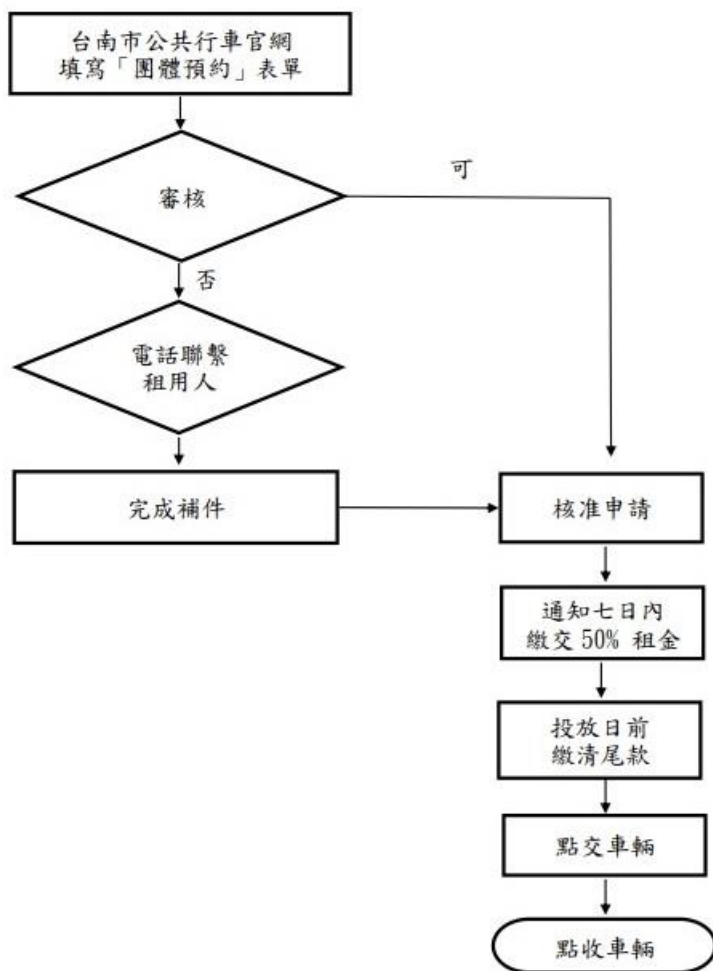 台南市公共行車官網
填寫「團體預約」表單
審核
可
否
電話聯繫
租用人
完成補件
核准申請
通知七日內
繳交 50% 租金
投放日前
繳清尾款
點交車輛
點收車輛